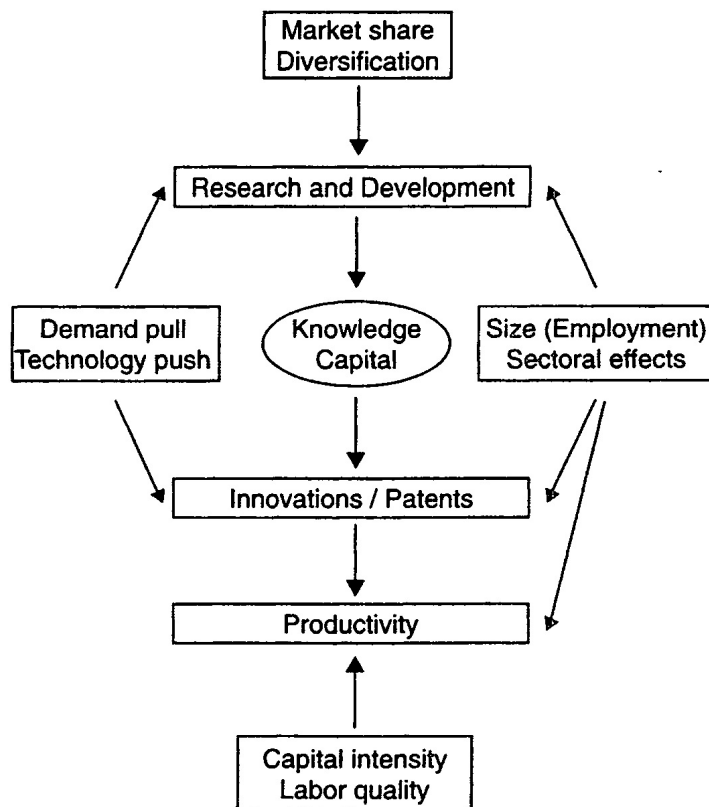 Market share
Diversification
Research and Development
Demand pull
Technology push
Knowledge
Capital
Size (Employment)
Sectoral effects
Innovations / Patents
Productivity
Capital intensity
Labor quality